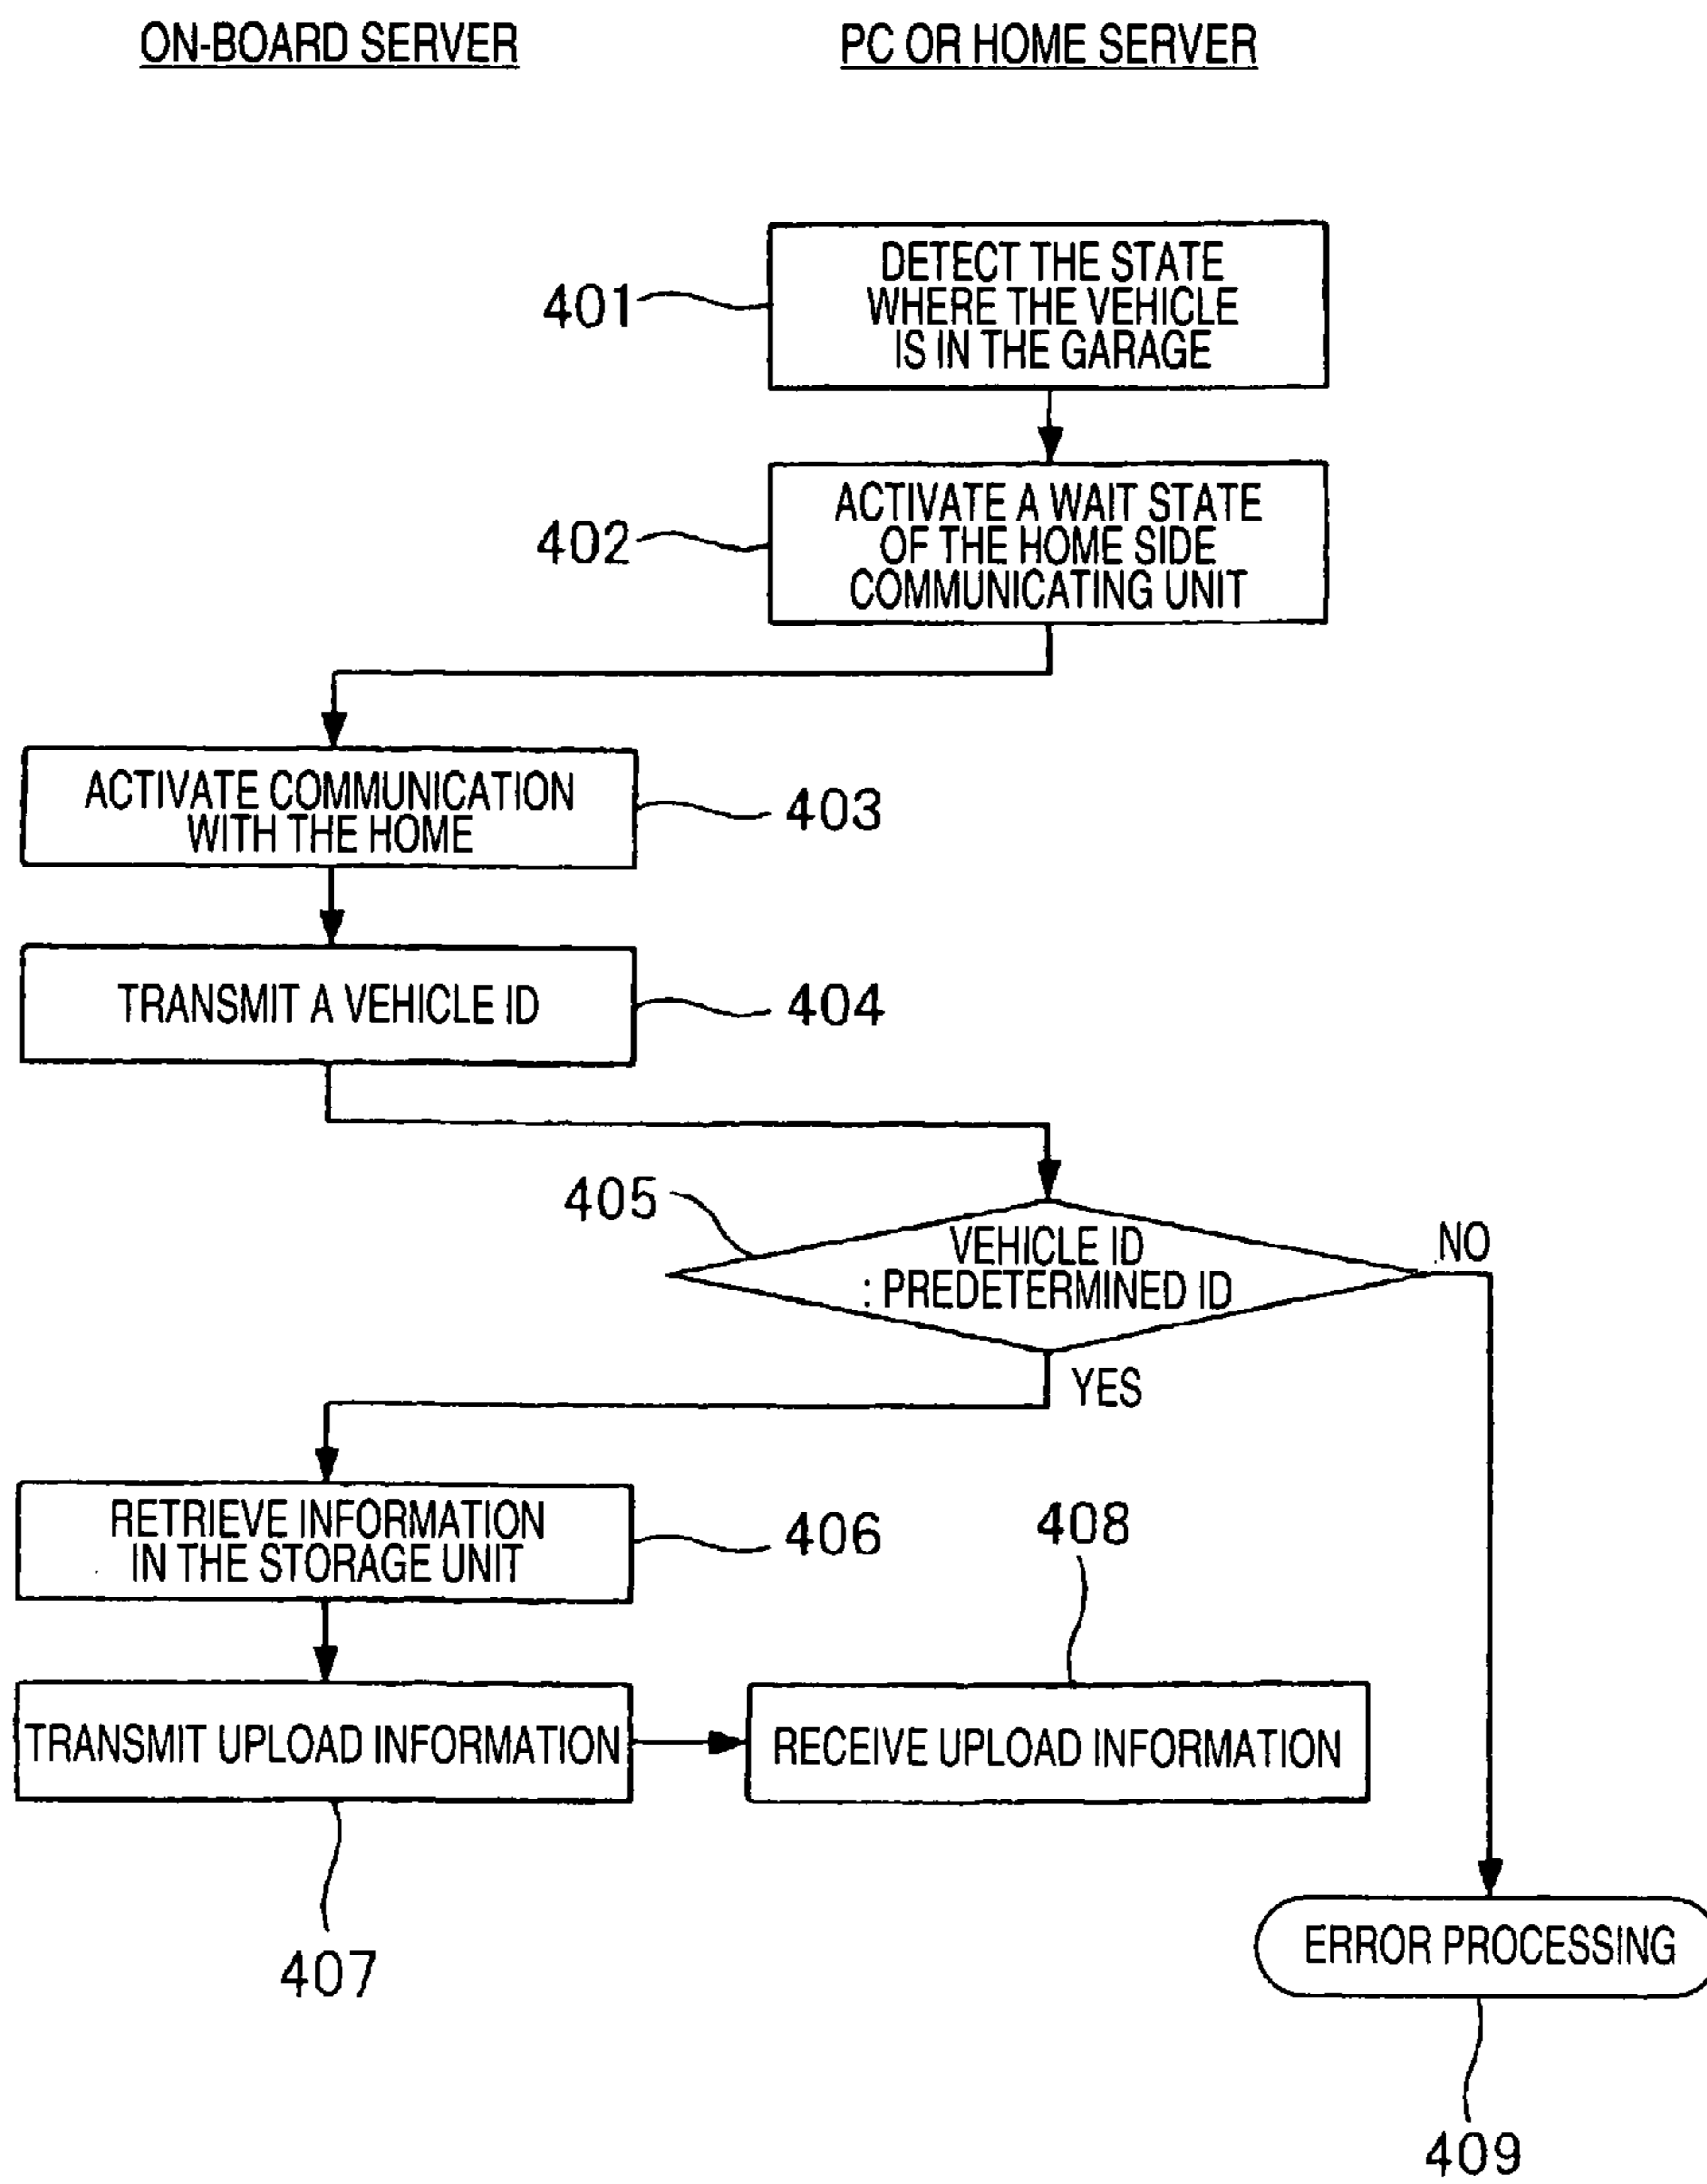 ON-BOARD SERVER
PC OR HOME SERVER
401
DETECT THE STATE
WHERE THE VEHICLE
IS IN THE GARAGE
402
ACTIVATE A WAIT STATE
OF THE HOME SIDE
COMMUNICATING UNIT
ACTIVATE COMMUNICATION
WITH THE HOME
403
TRANSMIT A VEHICLE ID
404
405
VEHICLE ID
: PREDETERMINED ID
NO
YES
RETRIEVE INFORMATION
IN THE STORAGE UNIT
406
408
TRANSMIT UPLOAD INFORMATION
RECEIVE UPLOAD INFORMATION
407
ERROR PROCESSING
409